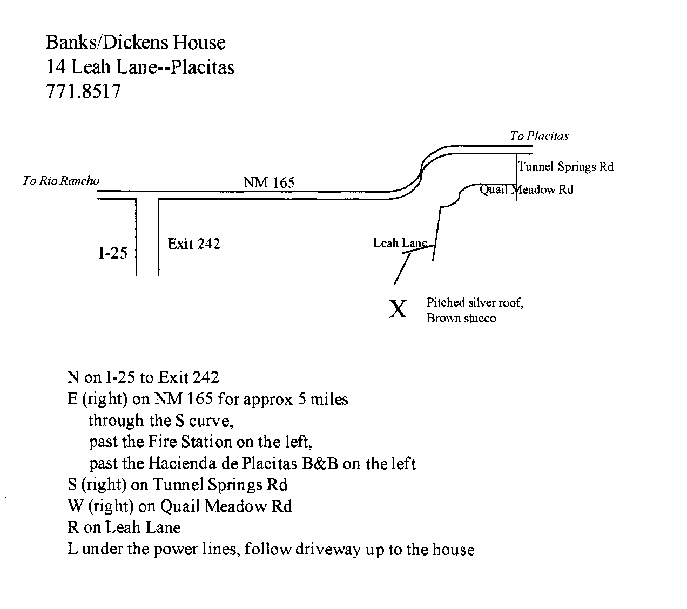 Banks/Dickens House
14 Leah Lane--Placitas
771.8517
To Placitas
Tunnel Springs Rd
To Rio Rancho
NM 165
Quail Meadow Rd
I-25
Exit 242
Leah Lane
X
Pitched silver roof,
Brown stucco
N on I-25 to Exit 242
E (right) on NM 165 for approx 5 miles
through the S curve,
past the Fire Station on the left,
past the Hacienda de Placitas B&B on the left
S (right) on Tunnel Springs Rd
W (right) on Quail Meadow Rd
R on Leah Lane
L under the power lines, follow driveway up to the house